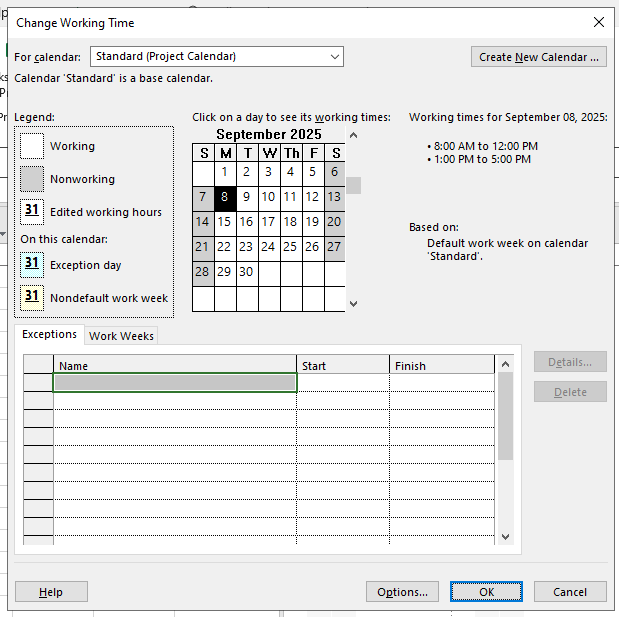 Change Working Time
For calendar: Standard (Project Calendar)
Create New Calendar ...
Calendar 'Standard' is a base calendar.
Legend:
Working
Nonworking
31 Edited working hours
On this calendar:
31 Exception day
31 Nondefault work week
Click on a day to see its working times:
September 2025
S M T W Th F S
1 2 3 4 5 6
7 8 9 10 11 12 13
14 15 16 17 18 19 20
21 22 23 24 25 26 27
28 29 30
Working times for September 08, 2025:
• 8:00 AM to 12:00 PM
• 1:00 PM to 5:00 PM
Based on:
Default work week on calendar
'Standard'.
Exceptions Work Weeks
Name Start Finish
Details...
Delete
Help Options... OK Cancel